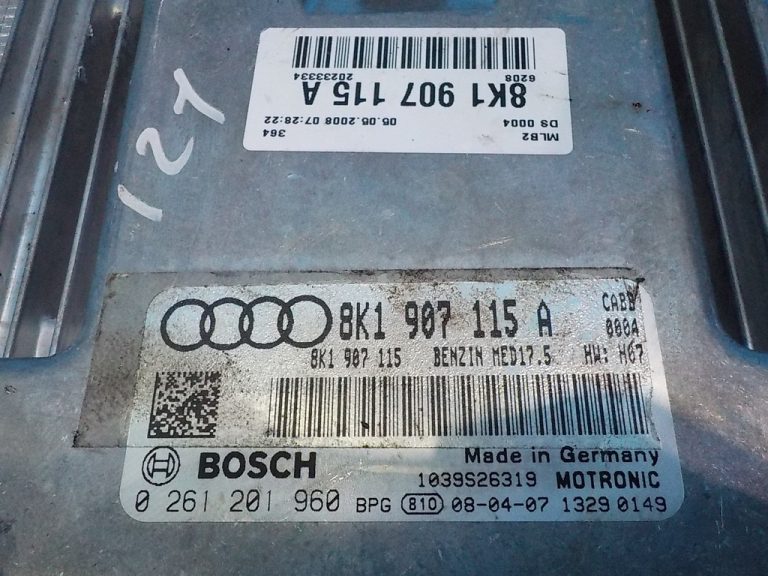 MLB2
DS 0004
364
05.05.2008 07:28:22
8K1 907 115 A
6208
20233334
121
8K1 907 115 A
CABB
0004
8K1 907 115 BENZIN MED17.5 HW: H07
BOSCH
Made in Germany
1039S26319 MOTRONIC
0 261 201 960 BPG 810 08-04-07 1329 0149